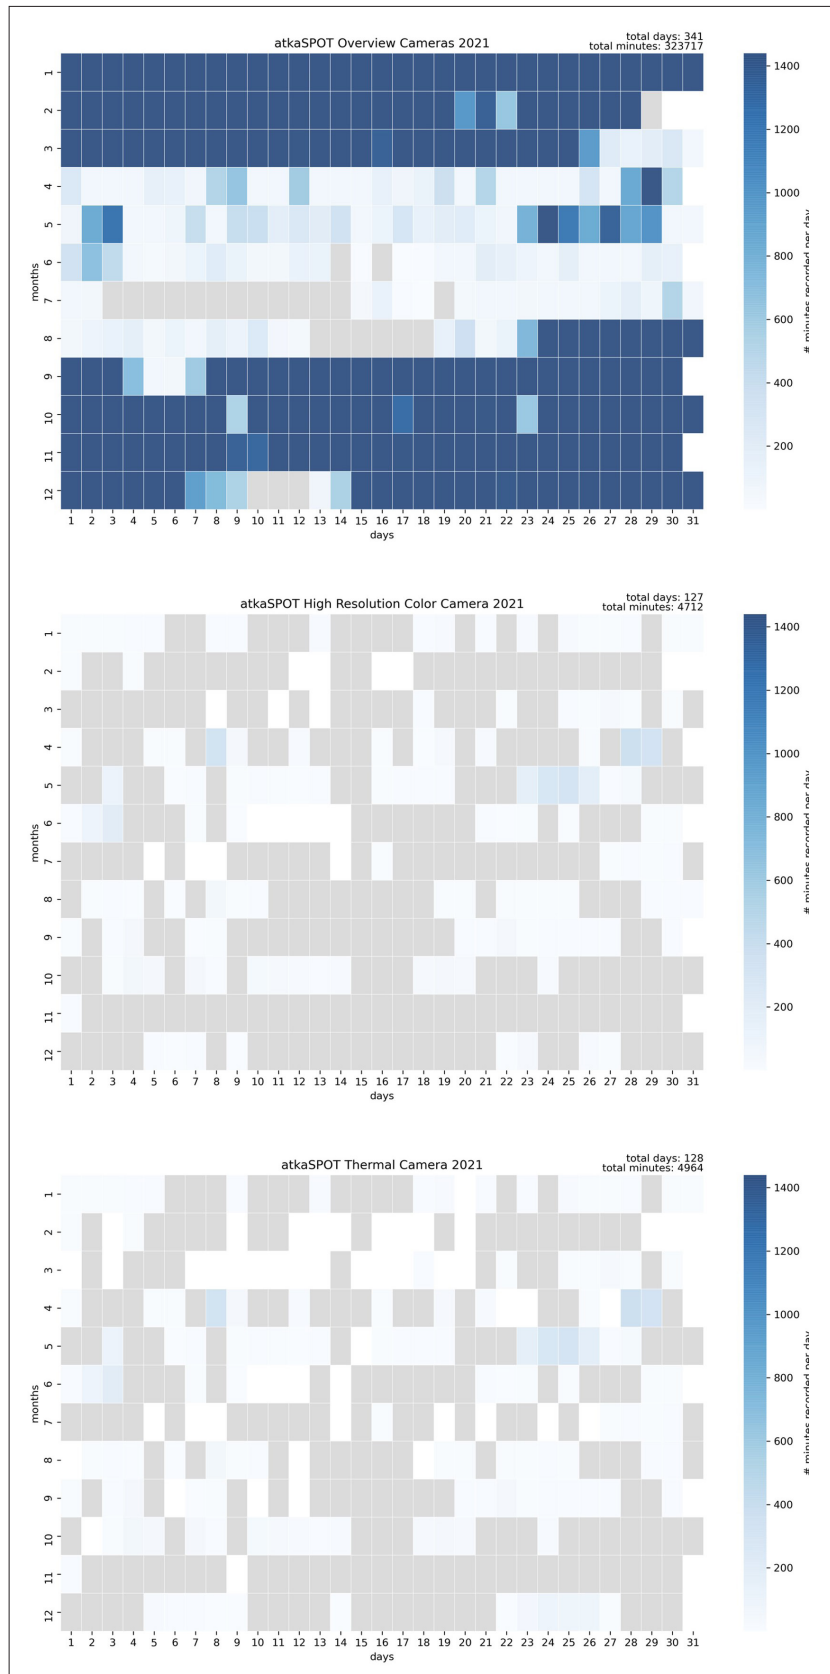 atkaSPOT Overview Cameras 2021
total days: 341
total minutes: 323717
months
1
2
3
4
5
6
7
8
9
10
11
12
1 2 3 4 5 6 7 8 9 10 11 12 13 14 15 16 17 18 19 20 21 22 23 24 25 26 27 28 29 30 31
days
1400
1200
1000
800
600
400
200
# minutes recorded per day
atkaSPOT High Resolution Color Camera 2021
total days: 127
total minutes: 4712
months
1
2
3
4
5
6
7
8
9
10
11
12
1 2 3 4 5 6 7 8 9 10 11 12 13 14 15 16 17 18 19 20 21 22 23 24 25 26 27 28 29 30 31
days
1400
1200
1000
800
600
400
200
# minutes recorded per day
atkaSPOT Thermal Camera 2021
total days: 128
total minutes: 4964
months
1
2
3
4
5
6
7
8
9
10
11
12
1 2 3 4 5 6 7 8 9 10 11 12 13 14 15 16 17 18 19 20 21 22 23 24 25 26 27 28 29 30 31
days
1400
1200
1000
800
600
400
200
# minutes recorded per day